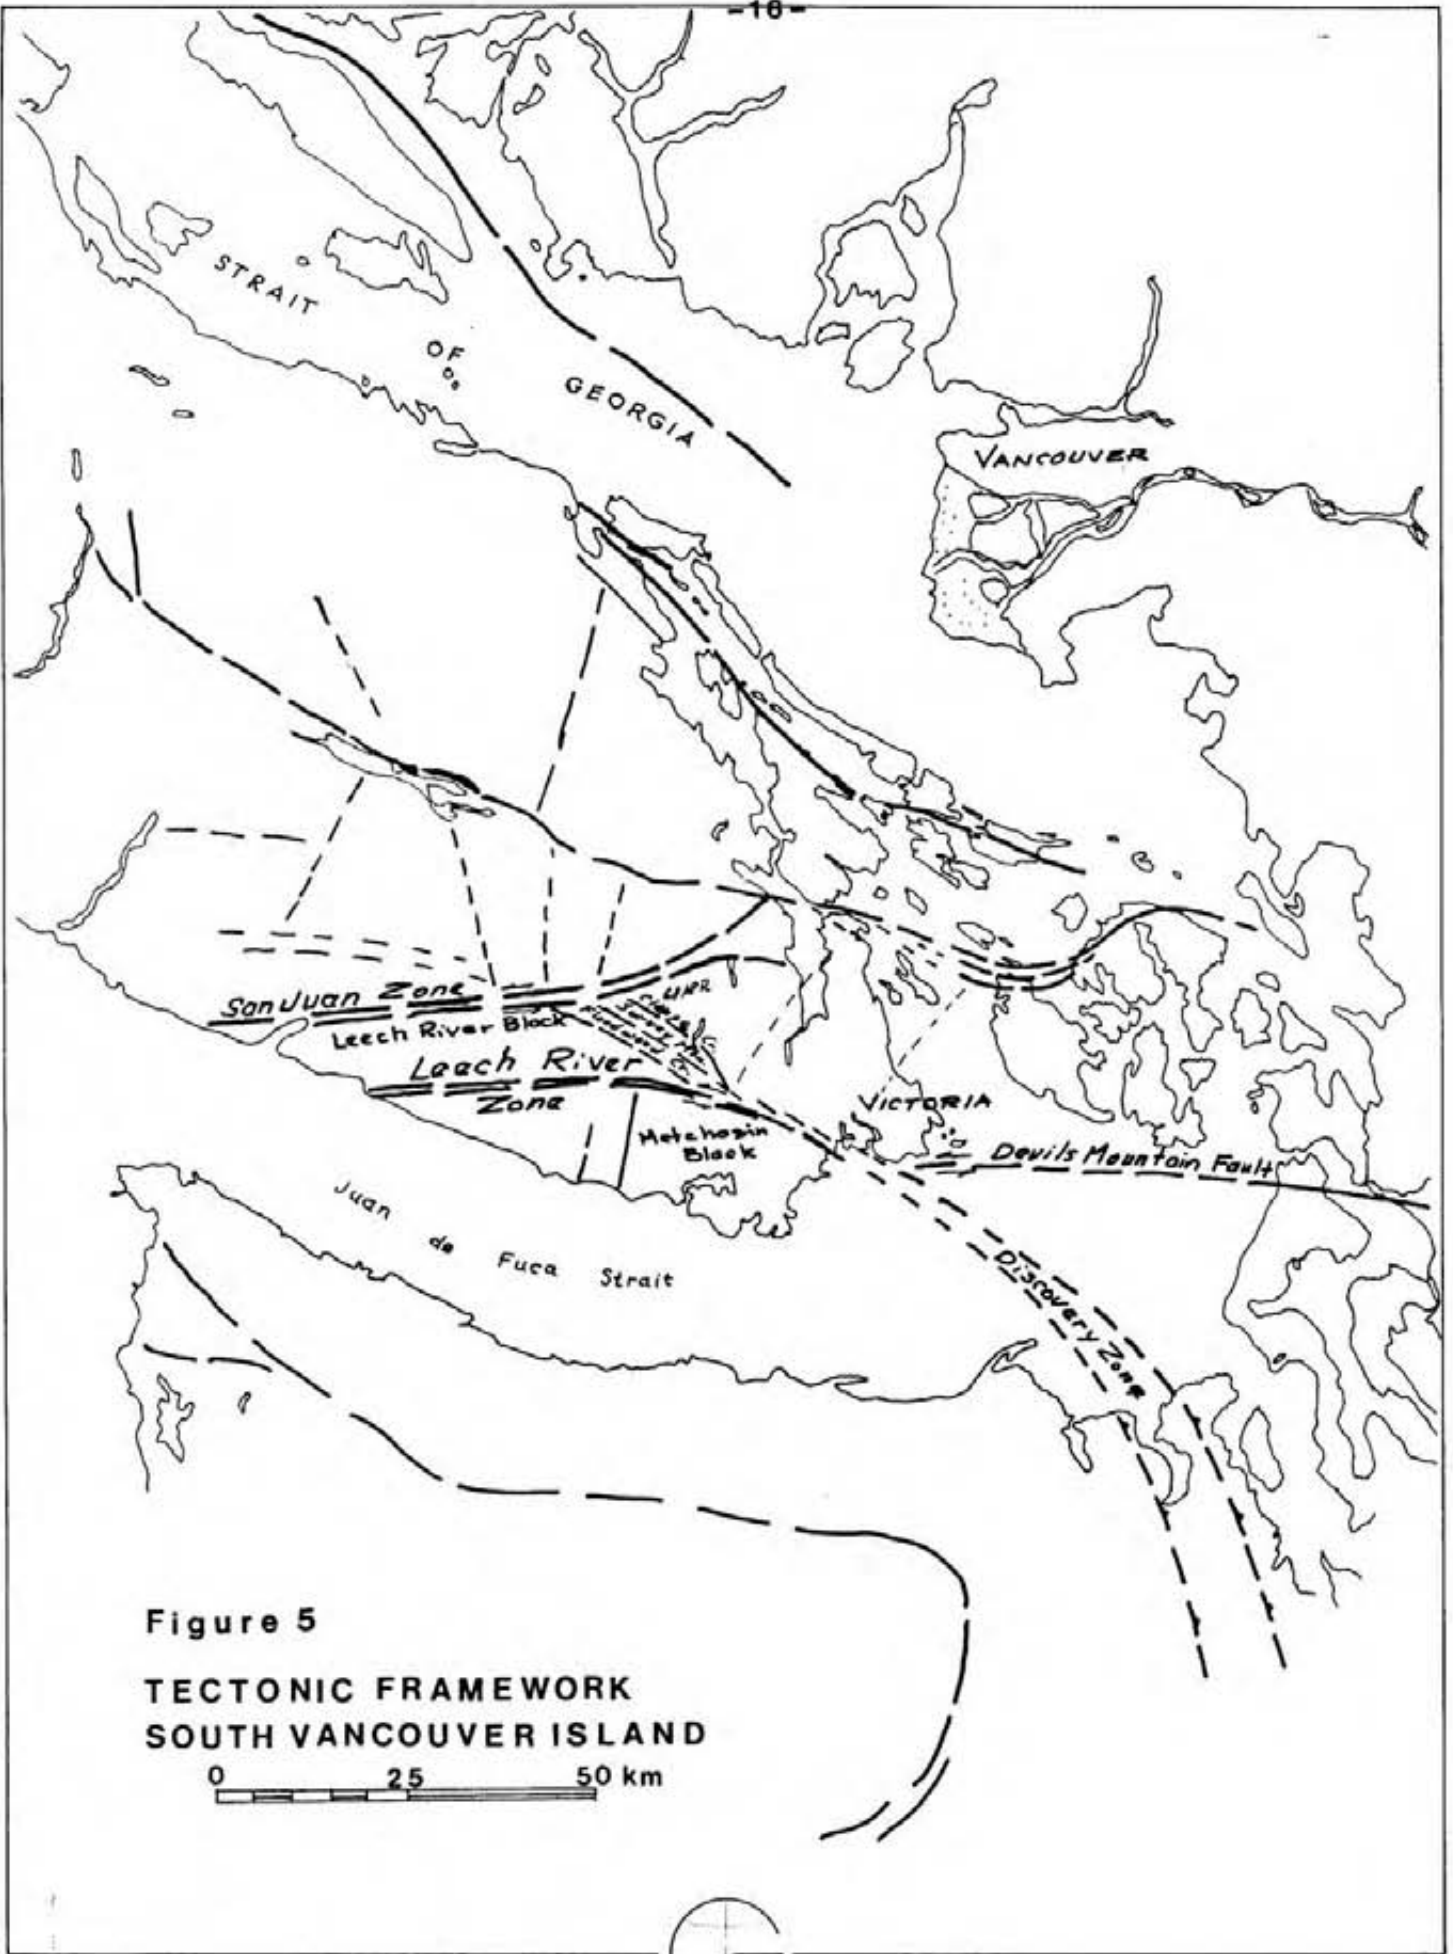 -16-
STRAIT
OF
GEORGIA
VANCOUVER
San Juan Zone
Leech River Block
Leech River
Zone
Metchosin
Block
VICTORIA
Devils Mountain Fault
Juan
de
Fuca
Strait
Discovery Zone
Figure 5
TECTONIC FRAMEWORK
SOUTH VANCOUVER ISLAND
0 25 50 km